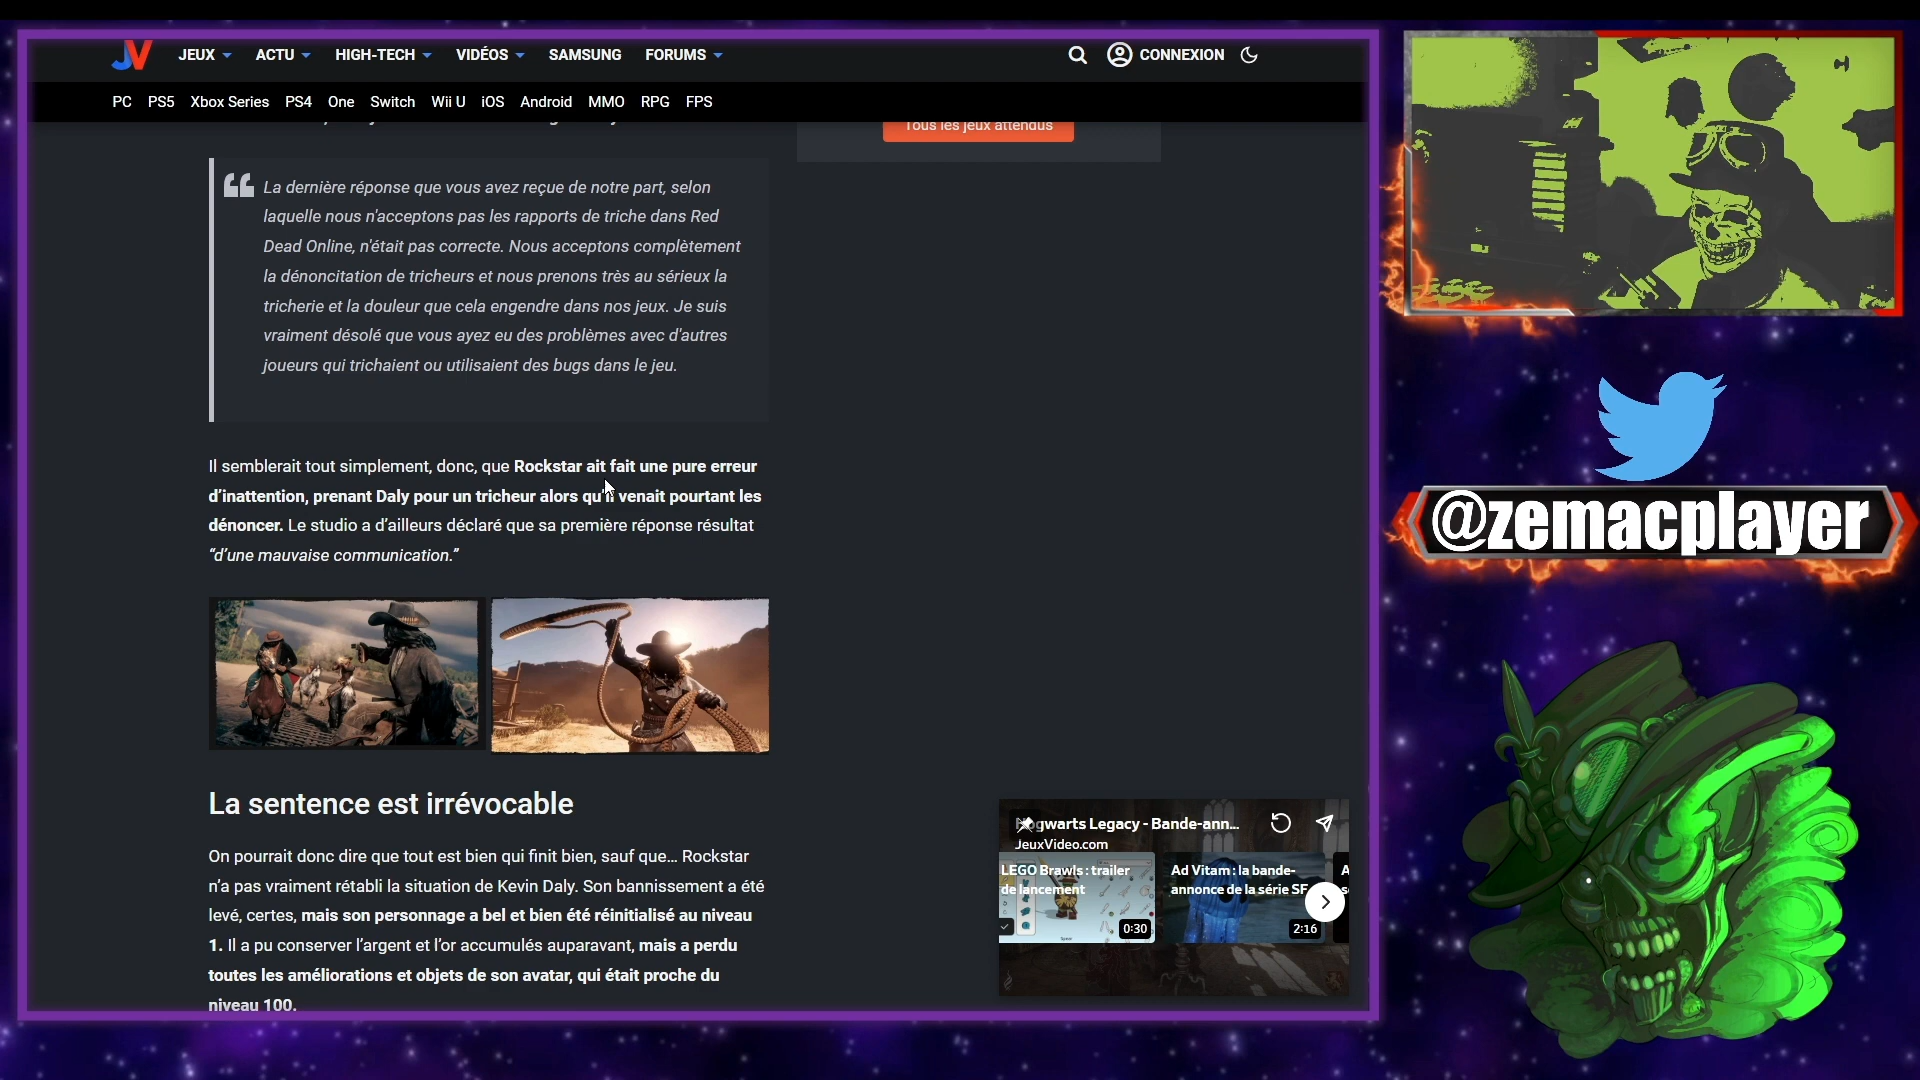 JV JEUX ACTU HIGH-TECH VIDÉOS SAMSUNG FORUMS CONNEXION
PC PS5 Xbox Series PS4 One Switch Wii U iOS Android MMO RPG FPS
Tous les jeux attendus
La dernière réponse que vous avez reçue de notre part, selon
laquelle nous n'acceptons pas les rapports de triche dans Red
Dead Online, n'était pas correcte. Nous acceptons complètement
la dénoncitation de tricheurs et nous prenons très au sérieux la
tricherie et la douleur que cela engendre dans nos jeux. Je suis
vraiment désolé que vous ayez eu des problèmes avec d'autres
joueurs qui trichaient ou utilisaient des bugs dans le jeu.
Il semblerait tout simplement, donc, que Rockstar ait fait une pure erreur
d'inattention, prenant Daly pour un tricheur alors qu'il venait pourtant les
dénoncer. Le studio a d'ailleurs déclaré que sa première réponse résultat
“d'une mauvaise communication.”
La sentence est irrévocable
On pourrait donc dire que tout est bien qui finit bien, sauf que... Rockstar
n'a pas vraiment rétabli la situation de Kevin Daly. Son bannissement a été
levé, certes, mais son personnage a bel et bien été réinitialisé au niveau
1. Il a pu conserver l'argent et l'or accumulés auparavant, mais a perdu
toutes les améliorations et objets de son avatar, qui était proche du
niveau 100.
Hogwarts Legacy - Bande-ann...
JeuxVideo.com
LEGO Brawls : trailer
de lancement
0:30
Ad Vitam : la bande-
annonce de la série SF
2:16
@zemacplayer